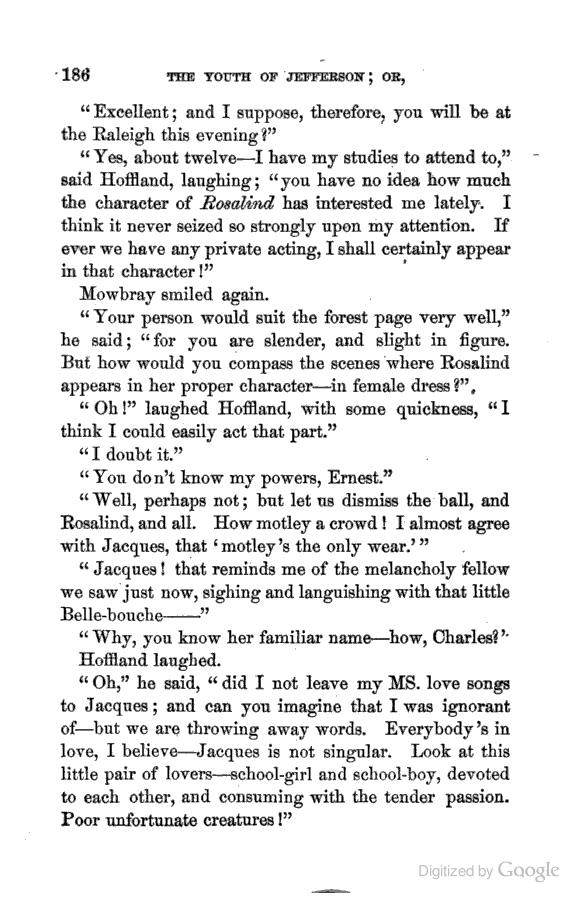 186 THE YOUTH OF JEFFERSON; OR,
"Excellent; and I suppose, therefore, you will be at
the Raleigh this evening?"
"Yes, about twelve—I have my studies to attend to,"
said Hoffland, laughing; "you have no idea how much
the character of Rosalind has interested me lately. I
think it never seized so strongly upon my attention. If
ever we have any private acting, I shall certainly appear
in that character!"
Mowbray smiled again.
"Your person would suit the forest page very well,"
he said; "for you are slender, and slight in figure.
But how would you compass the scenes where Rosalind
appears in her proper character—in female dress?"
"Oh!" laughed Hoffland, with some quickness, "I
think I could easily act that part."
"I doubt it."
"You don't know my powers, Ernest."
"Well, perhaps not; but let us dismiss the ball, and
Rosalind, and all. How motley a crowd! I almost agree
with Jacques, that 'motley's the only wear.'"
"Jacques! that reminds me of the melancholy fellow
we saw just now, sighing and languishing with that little
Belle-bouche——"
"Why, you know her familiar name—how, Charles?'
Hoffland laughed.
"Oh," he said, "did I not leave my MS. love songs
to Jacques; and can you imagine that I was ignorant
of—but we are throwing away words. Everybody's in
love, I believe—Jacques is not singular. Look at this
little pair of lovers—school-girl and school-boy, devoted
to each other, and consuming with the tender passion.
Poor unfortunate creatures!"
Digitized by Google